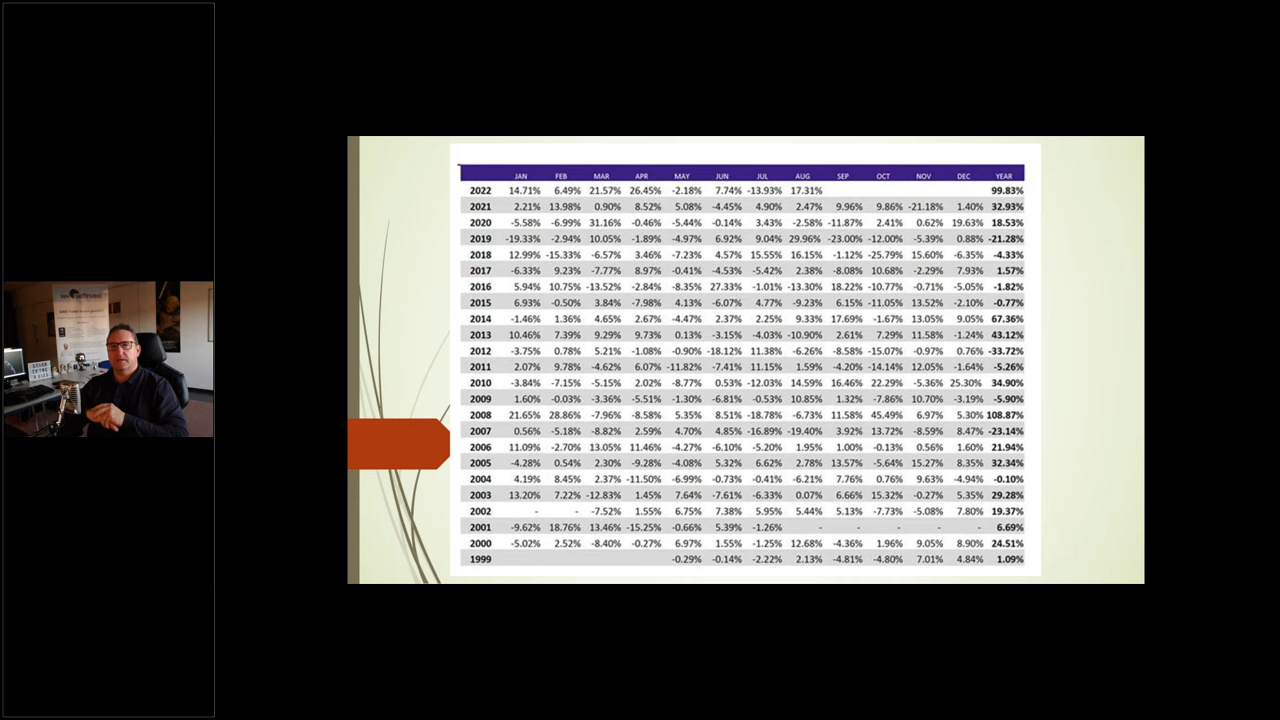 JAN FEB MAR APR MAY JUN JUL AUG SEP OCT NOV DEC YEAR
2022 14.71% 6.49% 21.57% 26.45% -2.18% 7.74% -13.93% 17.31% 99.83%
2021 2.21% 13.98% 0.90% 8.52% 5.08% -4.45% 4.90% 2.47% 9.96% 9.86% -21.18% 1.40% 32.93%
2020 -5.58% -6.99% 31.16% -0.46% -5.44% -0.14% 3.43% -2.58% -11.87% 2.41% 0.62% 19.63% 18.53%
2019 -19.33% -2.94% 10.05% -1.89% -4.97% 6.92% 9.04% 29.96% -23.00% -12.00% -5.39% 0.88% -21.28%
2018 12.99% -15.33% -6.57% 3.46% -7.23% 4.57% 15.55% 16.15% -1.12% -25.79% 15.60% -6.35% -4.33%
2017 -6.33% 9.23% -7.77% 8.97% -0.41% -4.53% -5.42% 2.38% -8.08% 10.68% -2.29% 7.93% 1.57%
2016 5.94% 10.75% -13.52% -2.84% -8.35% 27.33% -1.01% -13.30% 18.22% -10.77% -0.71% -5.05% -1.82%
2015 6.93% -0.50% 3.84% -7.98% 4.13% -6.07% 4.77% -9.23% 6.15% -11.05% 13.52% -2.10% -0.77%
2014 -1.46% 1.36% 4.65% 2.67% -4.47% 2.37% 2.25% 9.33% 17.69% -1.67% 13.05% 9.05% 67.36%
2013 10.46% 7.39% 9.29% 9.73% 0.13% -3.15% -4.03% -10.90% 2.61% 7.29% 11.58% -1.24% 43.12%
2012 -3.75% 0.78% 5.21% -1.08% -0.90% -18.12% 11.38% -6.26% -8.58% -15.07% -0.97% 0.76% -33.72%
2011 2.07% 9.78% -4.62% 6.07% -11.82% -7.41% 11.15% 1.59% -4.20% -14.14% 12.05% -1.64% -5.26%
2010 -3.84% -7.15% -5.15% 2.02% -8.77% 0.53% -12.03% 14.59% 16.46% 22.29% -5.36% 25.30% 34.90%
2009 1.60% -0.03% -3.36% -5.51% -1.30% -6.81% -0.53% 10.85% 1.32% -7.86% 10.70% -3.19% -5.90%
2008 21.65% 28.86% -7.96% -8.58% 5.35% 8.51% -18.78% -6.73% 11.58% 45.49% 6.97% 5.30% 108.87%
2007 0.56% -5.18% -8.82% 2.59% 4.70% 4.85% -16.89% -19.40% 3.92% 13.72% -8.59% 8.47% -23.14%
2006 11.09% -2.70% 13.05% 11.46% -4.27% -6.10% -5.20% 1.95% 1.00% -0.13% 0.56% 1.60% 21.94%
2005 -4.28% 0.54% 2.30% -9.28% -4.08% 5.32% 6.62% 2.78% 13.57% -5.64% 15.27% 8.35% 32.34%
2004 4.19% 8.45% 2.37% -11.50% -6.99% -0.73% -0.41% -6.21% 7.76% 0.76% 9.63% -4.94% -0.10%
2003 13.20% 7.22% -12.83% 1.45% 7.64% -7.61% -6.33% 0.07% 6.66% 15.32% -0.27% 5.35% 29.28%
2002 - - -7.52% 1.55% 6.75% 7.38% 5.95% 5.44% 5.13% -7.73% -5.08% 7.80% 19.37%
2001 -9.62% 18.76% 13.46% -15.25% -0.66% 5.39% -1.26% - - - - - 6.69%
2000 -5.02% 2.52% -8.40% -0.27% 6.97% 1.55% -1.25% 12.68% -4.36% 1.96% 9.05% 8.90% 24.51%
1999 -0.29% -0.14% -2.22% 2.13% -4.81% -4.80% 7.01% 4.84% 1.09%